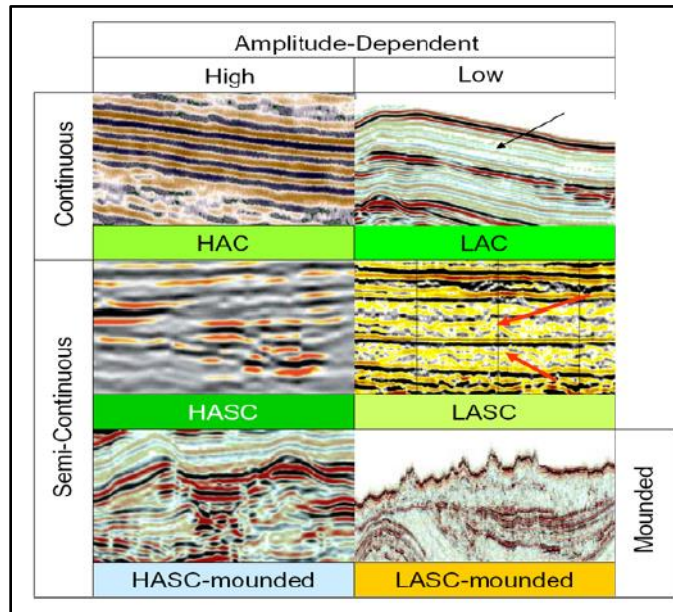 Amplitude-Dependent
High Low
Continuous
HAC LAC
Semi-Continuous
HASC LASC
Mounded
HASC-mounded LASC-mounded